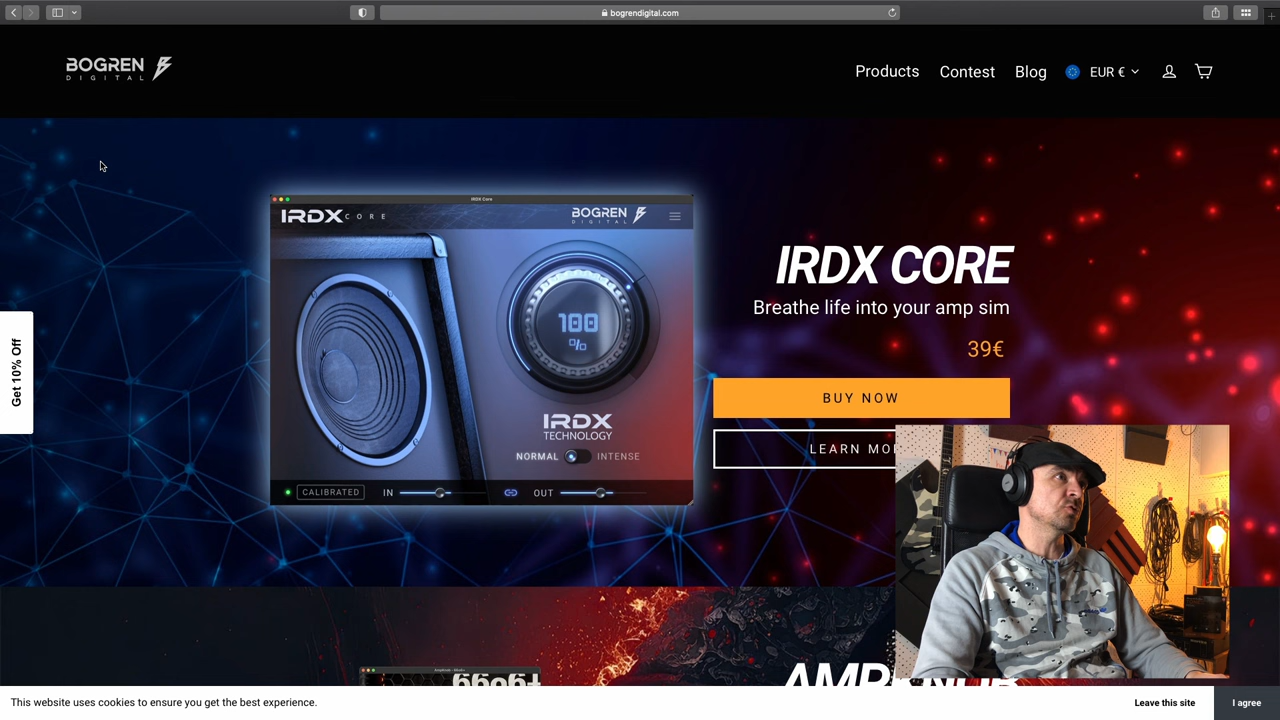 bogrendigital.com
BOGREN
DIGITAL
Products
Contest
Blog
EUR €
IRDX Core
IRDX CORE
BOGREN
DIGITAL
100
%
IRDX
TECHNOLOGY
NORMAL
INTENSE
CALIBRATED
IN
OUT
IRDX CORE
Breathe life into your amp sim
39€
BUY NOW
Get 10% Off
This website uses cookies to ensure you get the best experience.
Leave this site
I agree